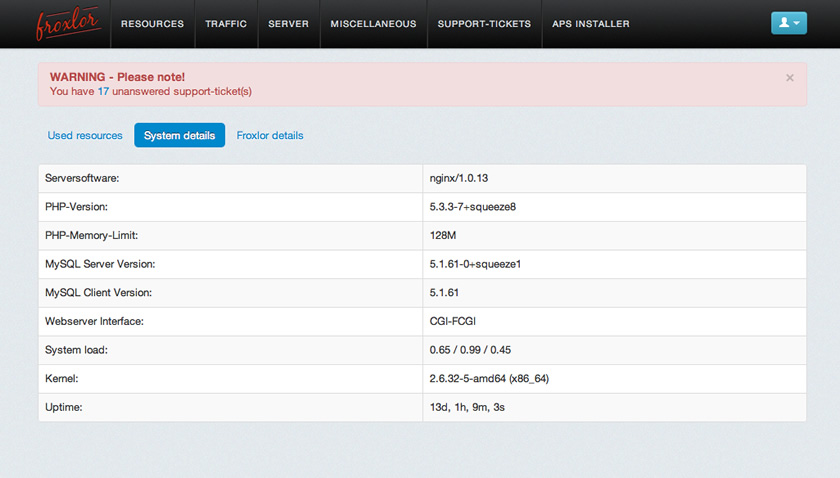 froxlor
RESOURCES TRAFFIC SERVER MISCELLANEOUS SUPPORT-TICKETS APS INSTALLER
WARNING - Please note! ×
You have 17 unanswered support-ticket(s)
Used resources System details Froxlor details
Serversoftware: nginx/1.0.13
PHP-Version: 5.3.3-7+squeeze8
PHP-Memory-Limit: 128M
MySQL Server Version: 5.1.61-0+squeeze1
MySQL Client Version: 5.1.61
Webserver Interface: CGI-FCGI
System load: 0.65 / 0.99 / 0.45
Kernel: 2.6.32-5-amd64 (x86_64)
Uptime: 13d, 1h, 9m, 3s